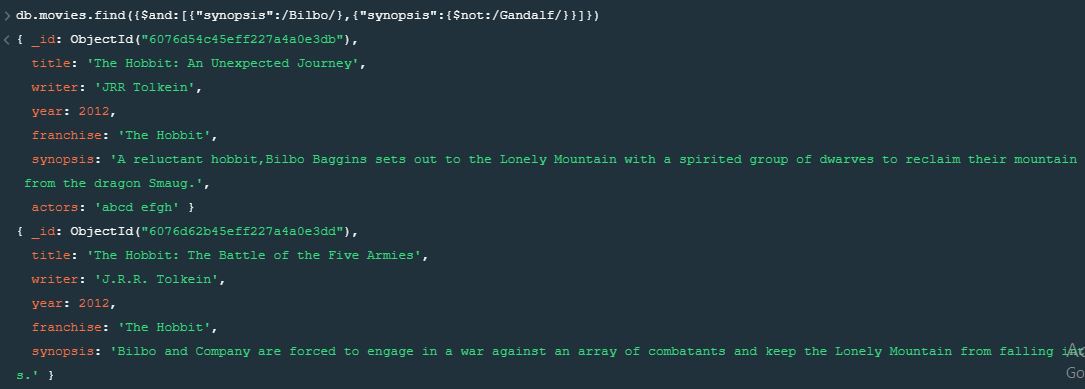 > db.movies.find({$and:[{"synopsis":/Bilbo/},{"synopsis":{$not:/Gandalf/}}]})
< { _id: ObjectId("6076d54c45eff227a4a0e3db"),
title: 'The Hobbit: An Unexpected Journey',
writer: 'JRR Tolkein',
year: 2012,
franchise: 'The Hobbit',
synopsis: 'A reluctant hobbit,Bilbo Baggins sets out to the Lonely Mountain with a spirited group of dwarves to reclaim their mountain
from the dragon Smaug.',
actors: 'abcd efgh' }
{ _id: ObjectId("6076d62b45eff227a4a0e3dd"),
title: 'The Hobbit: The Battle of the Five Armies',
writer: 'J.R.R. Tolkein',
year: 2012,
franchise: 'The Hobbit',
synopsis: 'Bilbo and Company are forced to engage in a war against an array of combatants and keep the Lonely Mountain from falling
s.' }
Go